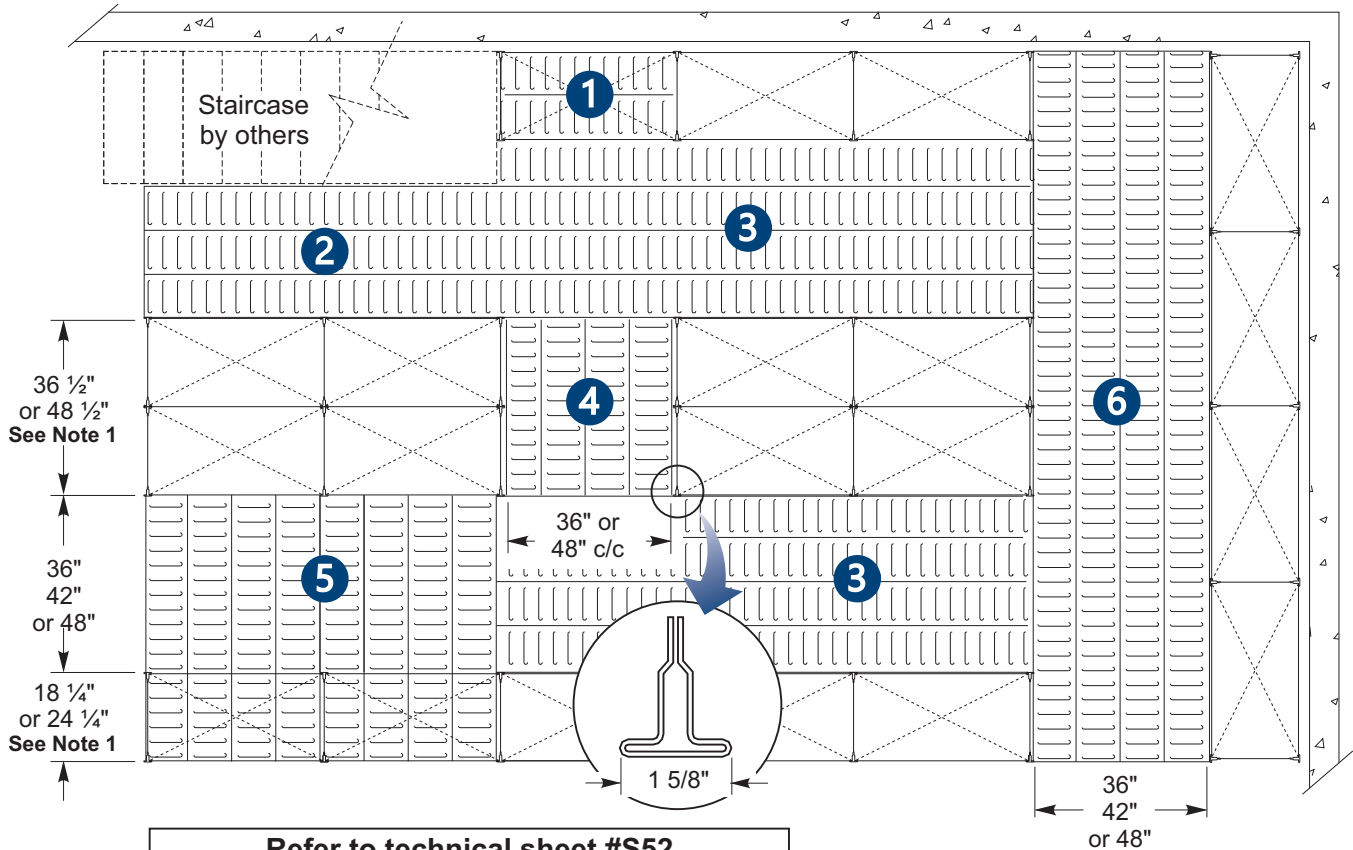 Staircase
by others
1
2
3
36 ½"
or 48 ½"
See Note 1
4
6
36" or
48" c/c
36"
42"
or 48"
5
3
18 ¼"
or 24 ¼"
See Note 1
1 5/8"
36"
42"
or 48"
Refer to technical sheet #S52